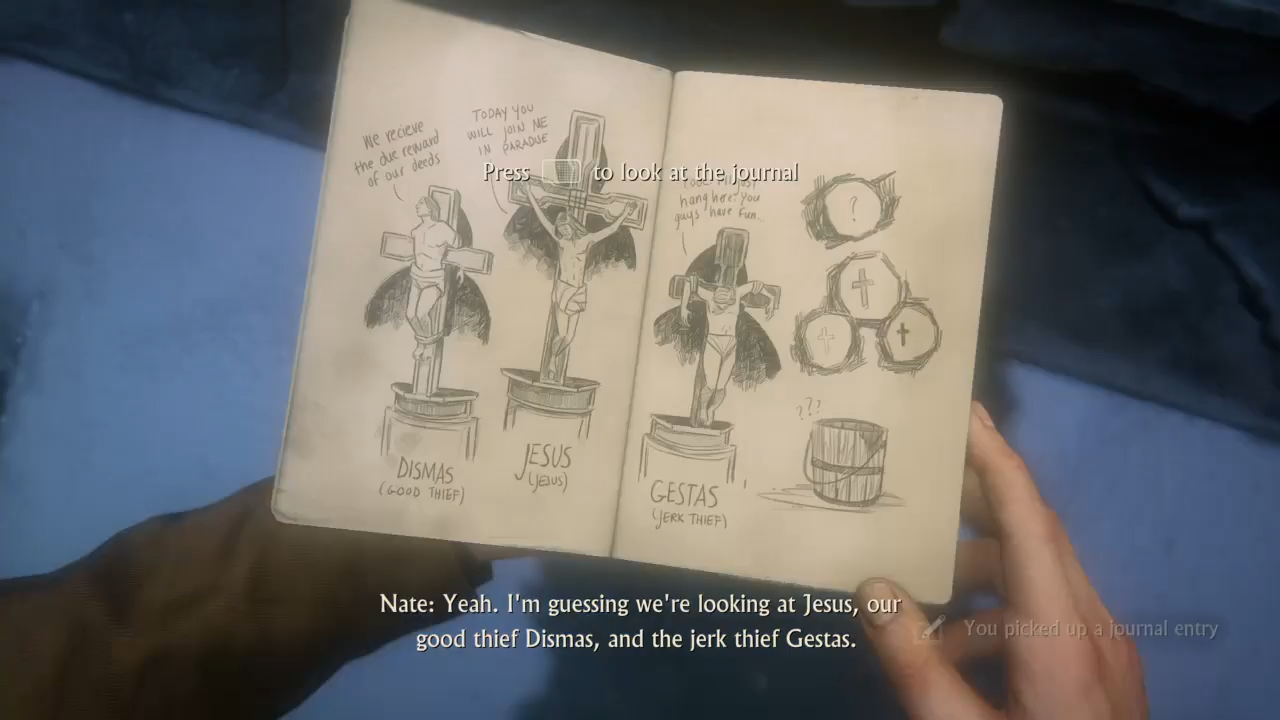 We recieve
the due reward
of our deeds
TODAY YOU
WILL JOIN ME
IN PARADISE
Press to look at the journal
hang here. You
guys have fun..
?
???
DISMAS
(GOOD THIEF)
JESUS
(JESUS)
GESTAS
(JERK THIEF)
Nate: Yeah. I'm guessing we're looking at Jesus, our
good thief Dismas, and the jerk thief Gestas.
You picked up a journal entry